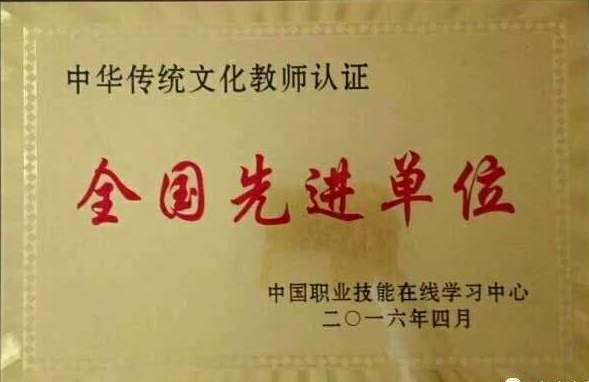 中华传统文化教师认证
全国先进单位
中国职业技能在线学习中心
二〇一六年四月